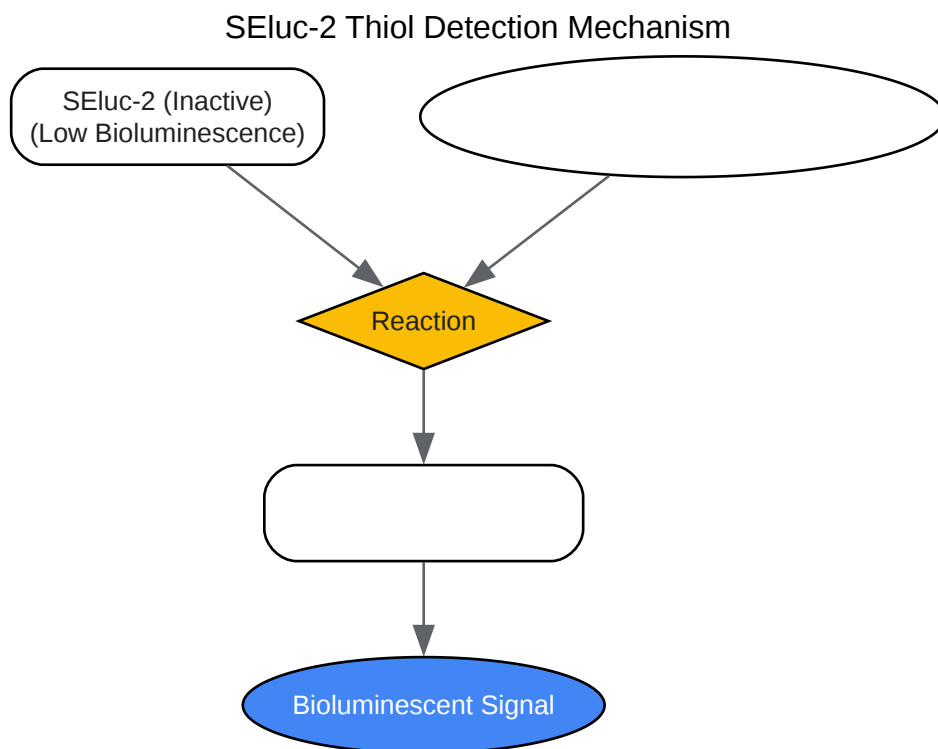 SEluc-2 Thiol Detection Mechanism
SEluc-2 (Inactive)
(Low Bioluminescence)
Reaction
Bioluminescent Signal